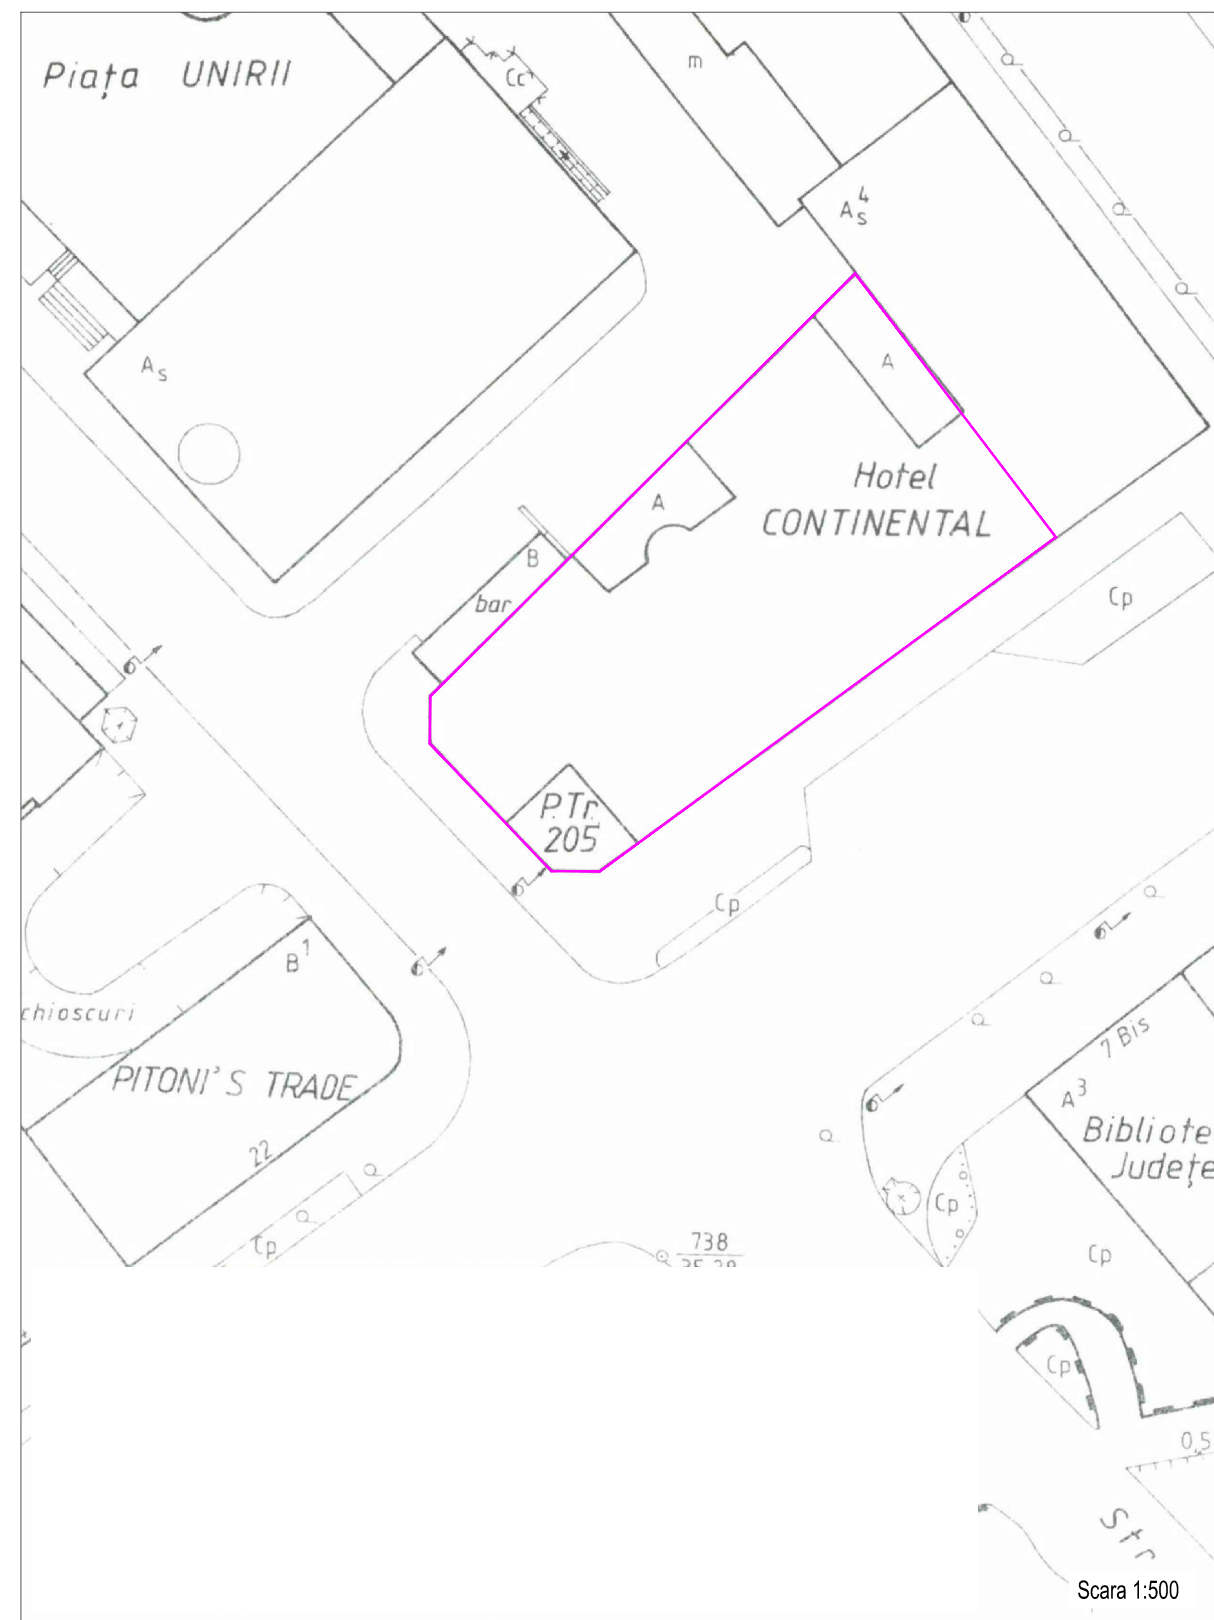 Piața UNIRII
Cc
m
As4
As
A
A
Hotel
CONTINENTAL
B
bar
Cp
P.Tr.
205
Cp
B1
chioscuri
PITONI'S TRADE
22
Cp
7 Bis
A3
Bibliote
Județe
Cp
Cp
738
Cp
0,5
Str
Scara 1:500